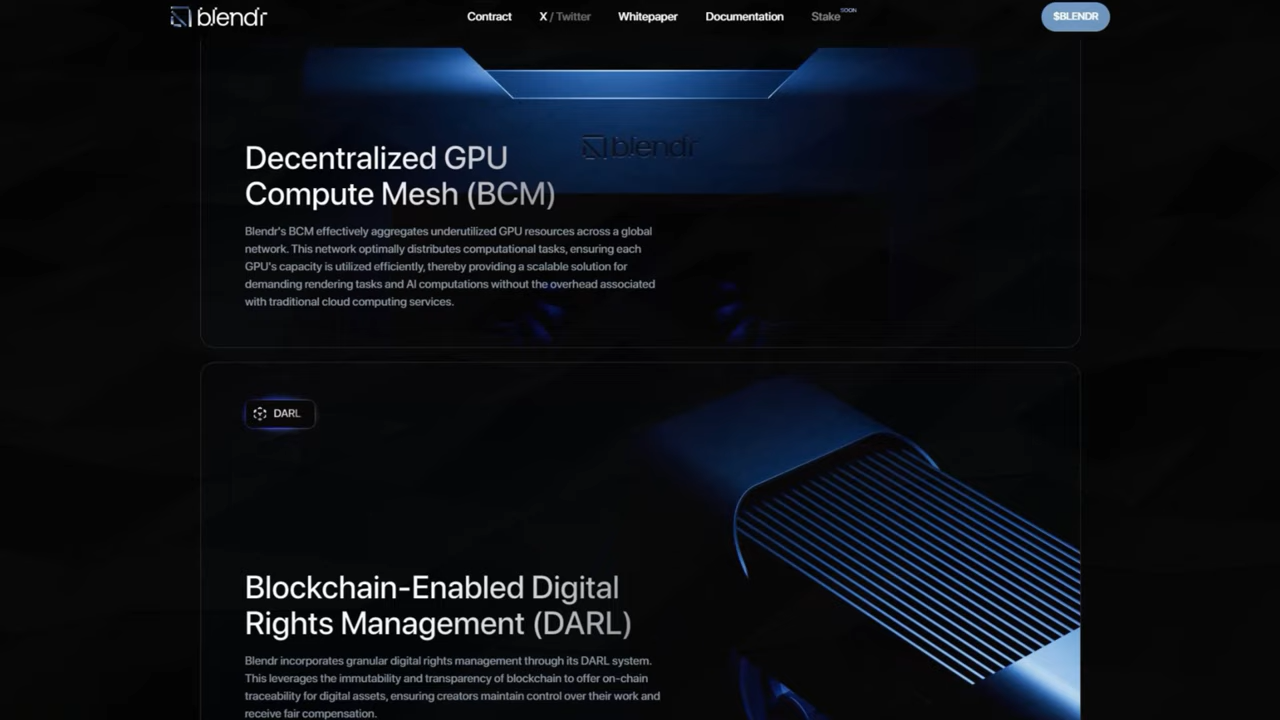 blendr
Contract
X / Twitter
Whitepaper
Documentation
Stake
SOON
$BLENDR
blendr
Decentralized GPU
Compute Mesh (BCM)
Blendr's BCM effectively aggregates underutilized GPU resources across a global
network. This network optimally distributes computational tasks, ensuring each
GPU's capacity is utilized efficiently, thereby providing a scalable solution for
demanding rendering tasks and AI computations without the overhead associated
with traditional cloud computing services.
DARL
Blockchain-Enabled Digital
Rights Management (DARL)
Blendr incorporates granular digital rights management through its DARL system.
This leverages the immutability and transparency of blockchain to offer on-chain
traceability for digital assets, ensuring creators maintain control over their work and
receive fair compensation.